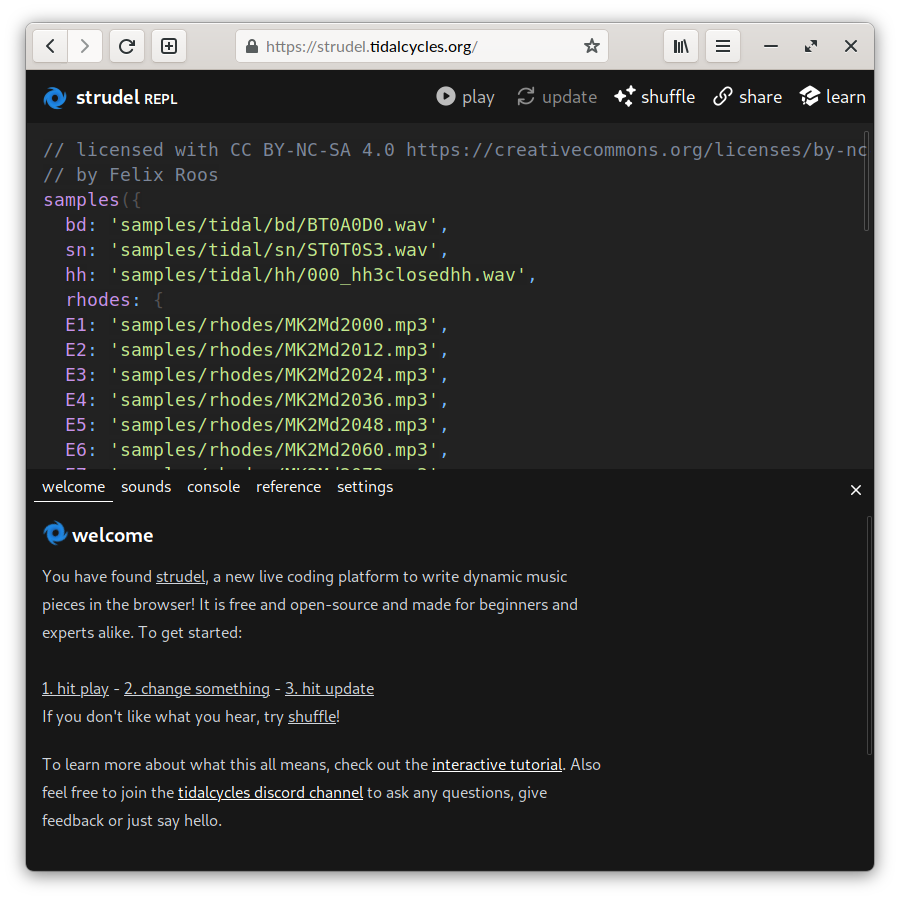 https://strudel.tidalcycles.org/
strudel REPL play update shuffle share learn
// licensed with CC BY-NC-SA 4.0 https://creativecommons.org/licenses/by-nc
// by Felix Roos
samples({
bd: 'samples/tidal/bd/BT0A0D0.wav',
sn: 'samples/tidal/sn/ST0T0S3.wav',
hh: 'samples/tidal/hh/000_hh3closedhh.wav',
rhodes: {
E1: 'samples/rhodes/MK2Md2000.mp3',
E2: 'samples/rhodes/MK2Md2012.mp3',
E3: 'samples/rhodes/MK2Md2024.mp3',
E4: 'samples/rhodes/MK2Md2036.mp3',
E5: 'samples/rhodes/MK2Md2048.mp3',
E6: 'samples/rhodes/MK2Md2060.mp3',
welcome sounds console reference settings
welcome
You have found strudel, a new live coding platform to write dynamic music
pieces in the browser! It is free and open-source and made for beginners and
experts alike. To get started:
1. hit play - 2. change something - 3. hit update
If you don't like what you hear, try shuffle!
To learn more about what this all means, check out the interactive tutorial. Also
feel free to join the tidalcycles discord channel to ask any questions, give
feedback or just say hello.